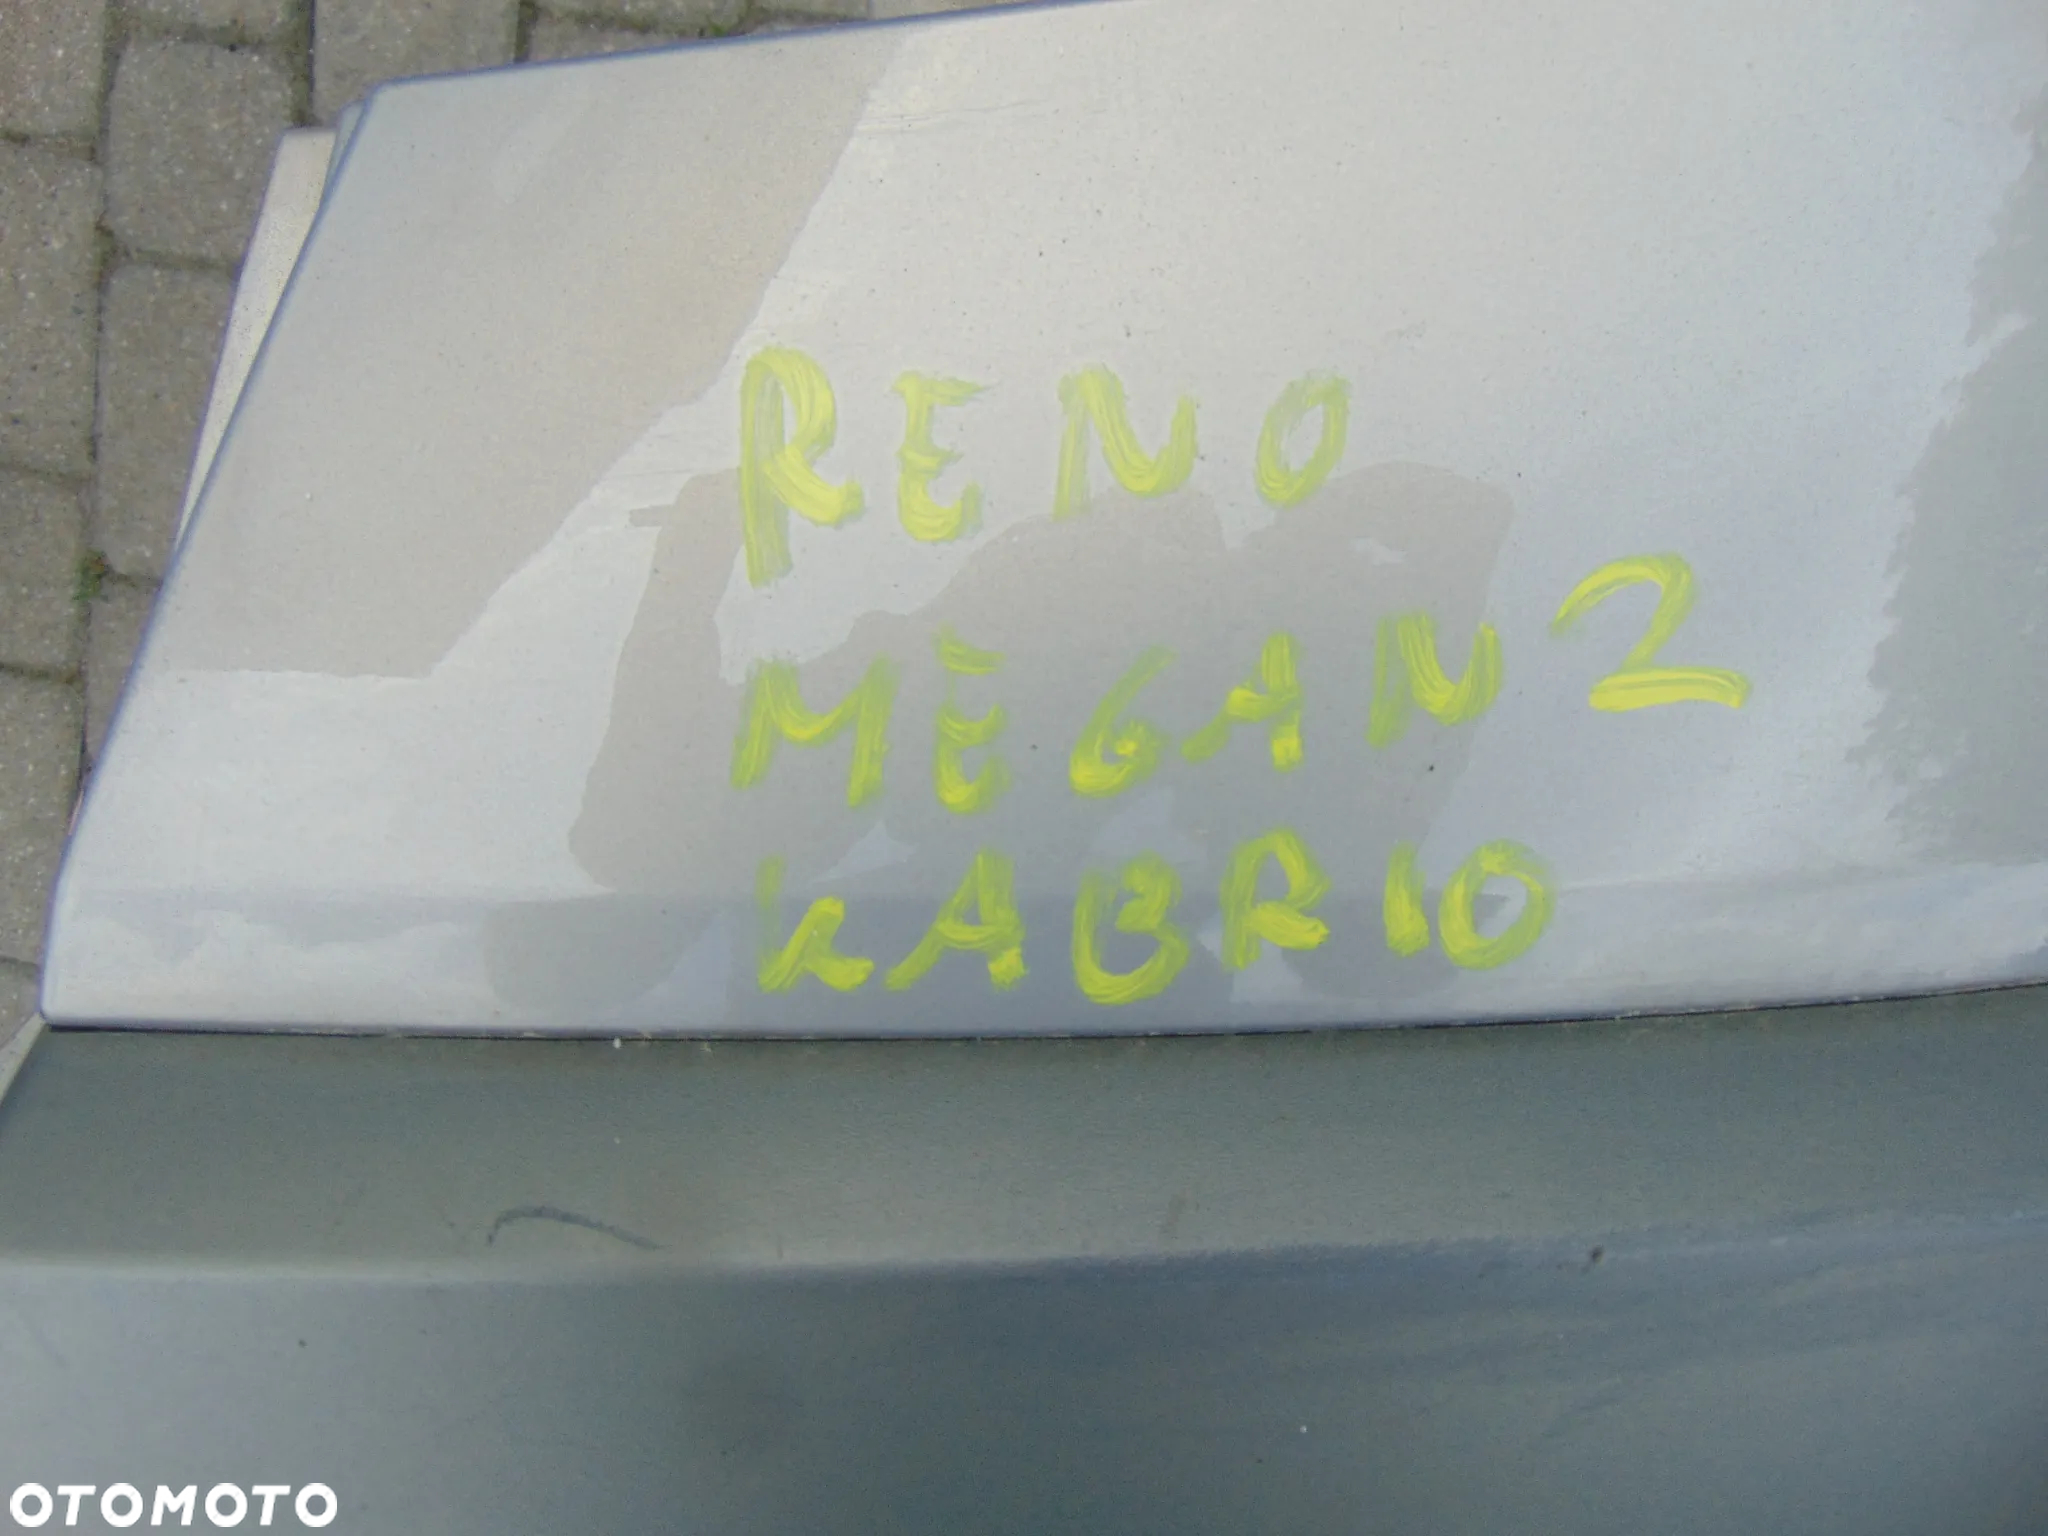 RENO
MEGAN 2
KABRIO
OTOMOTO